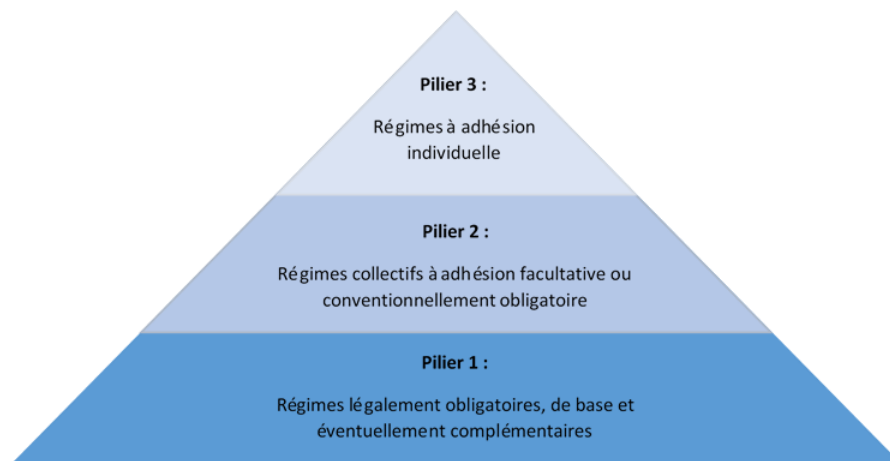 Pilier 3 :
Régimes à adhésion
individuelle
Pilier 2 :
Régimes collectifs à adhésion facultative ou
conventionnellement obligatoire
Pilier 1 :
Régimes légalement obligatoires, de base et
éventuellement complémentaires